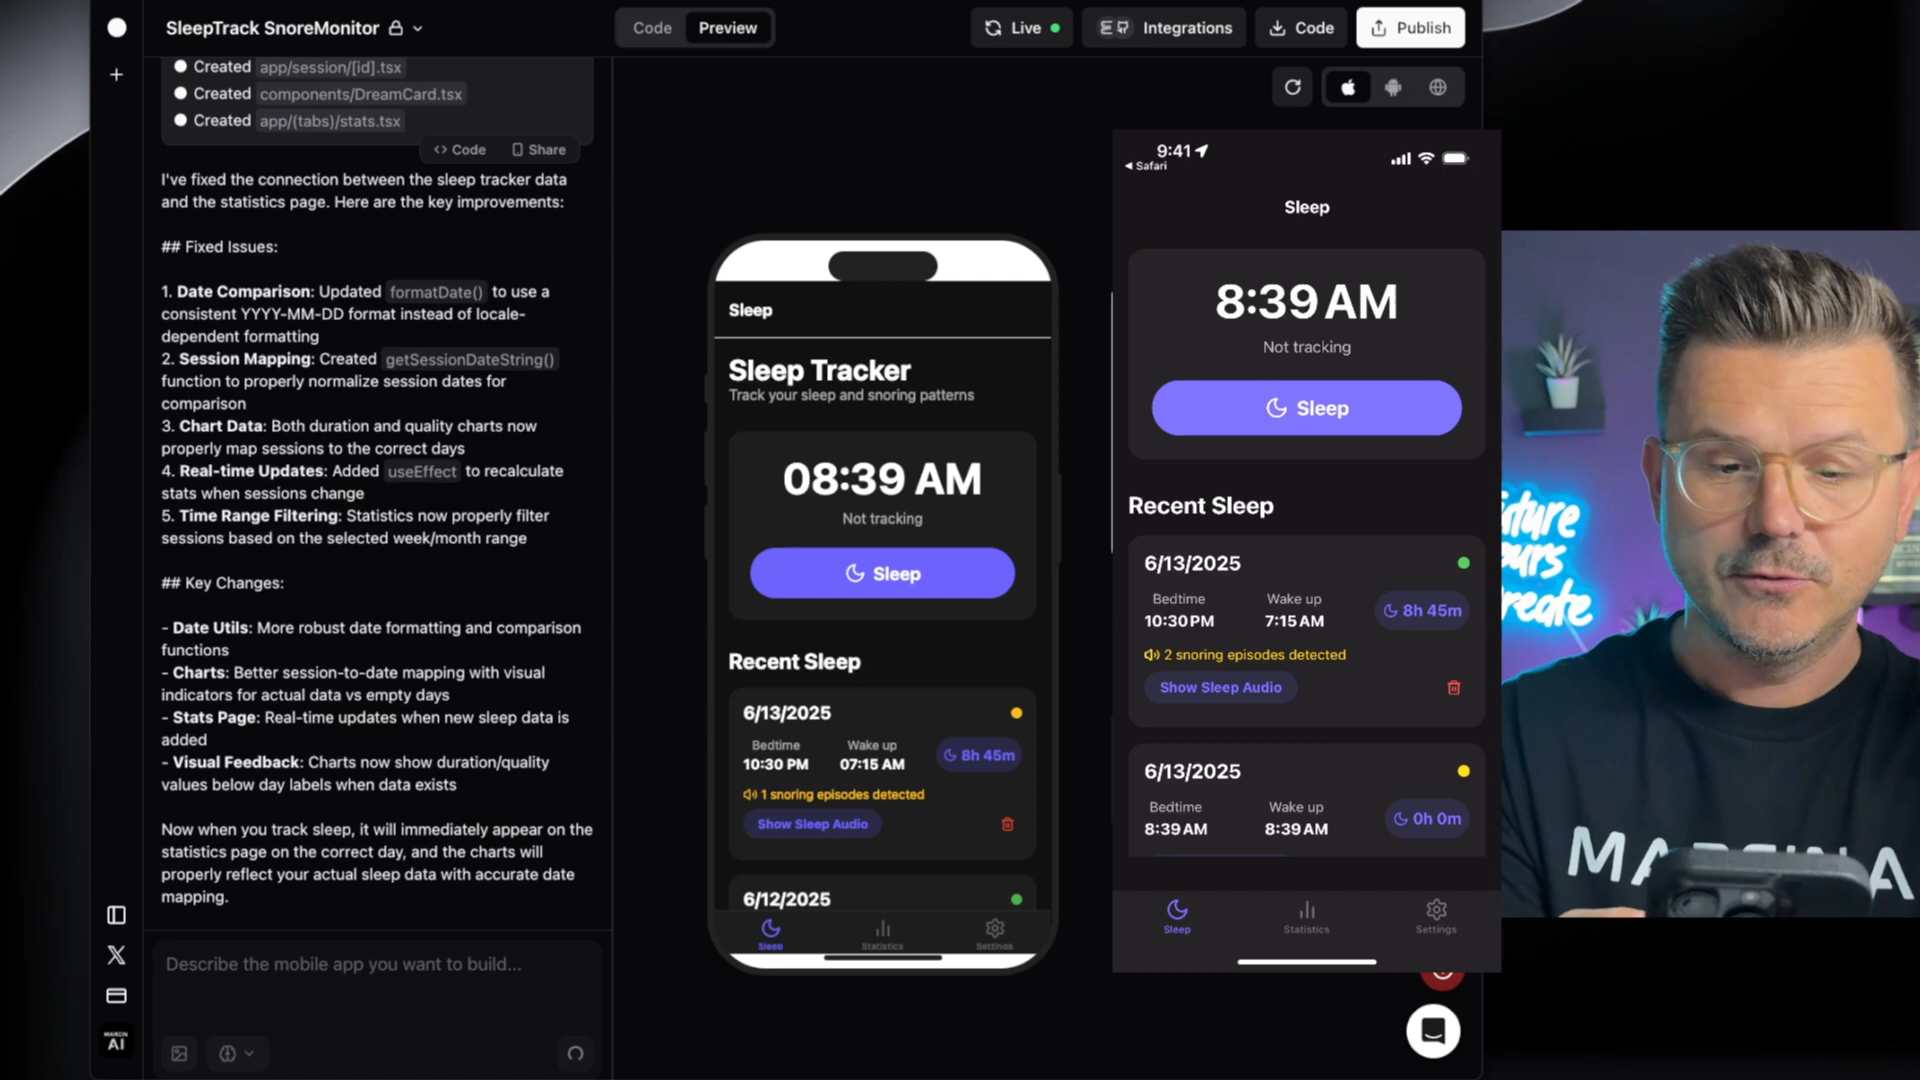 SleepTrack SnoreMonitor
Code
Preview
Live
Integrations
Code
Publish
Created app/session/[id].tsx
Created components/DreamCard.tsx
Created app/(tabs)/stats.tsx
Code
Share
I've fixed the connection between the sleep tracker data
and the statistics page. Here are the key improvements:
## Fixed Issues:
1. Date Comparison: Updated formatDate() to use a
consistent YYYY-MM-DD format instead of locale-
dependent formatting
2. Session Mapping: Created getSessionDateString()
function to properly normalize session dates for
comparison
3. Chart Data: Both duration and quality charts now
properly map sessions to the correct days
4. Real-time Updates: Added useEffect to recalculate
stats when sessions change
5. Time Range Filtering: Statistics now properly filter
sessions based on the selected week/month range
## Key Changes:
- Date Utils: More robust date formatting and comparison
functions
- Charts: Better session-to-date mapping with visual
indicators for actual data vs empty days
- Stats Page: Real-time updates when new sleep data is
added
- Visual Feedback: Charts now show duration/quality
values below day labels when data exists
Now when you track sleep, it will immediately appear on the
statistics page on the correct day, and the charts will
properly reflect your actual sleep data with accurate date
mapping.
Describe the mobile app you want to build...
MARCIN
AI
Sleep
Sleep Tracker
Track your sleep and snoring patterns
08:39 AM
Not tracking
Sleep
Recent Sleep
6/13/2025
Bedtime
Wake up
10:30 PM
07:15 AM
8h 45m
1 snoring episodes detected
Show Sleep Audio
6/12/2025
Sleep
Statistics
Settings
9:41
Safari
Sleep
8:39 AM
Not tracking
Sleep
Recent Sleep
6/13/2025
Bedtime
Wake up
10:30 PM
7:15 AM
8h 45m
2 snoring episodes detected
Show Sleep Audio
6/13/2025
Bedtime
Wake up
8:39 AM
8:39 AM
0h 0m
Sleep
Statistics
Settings